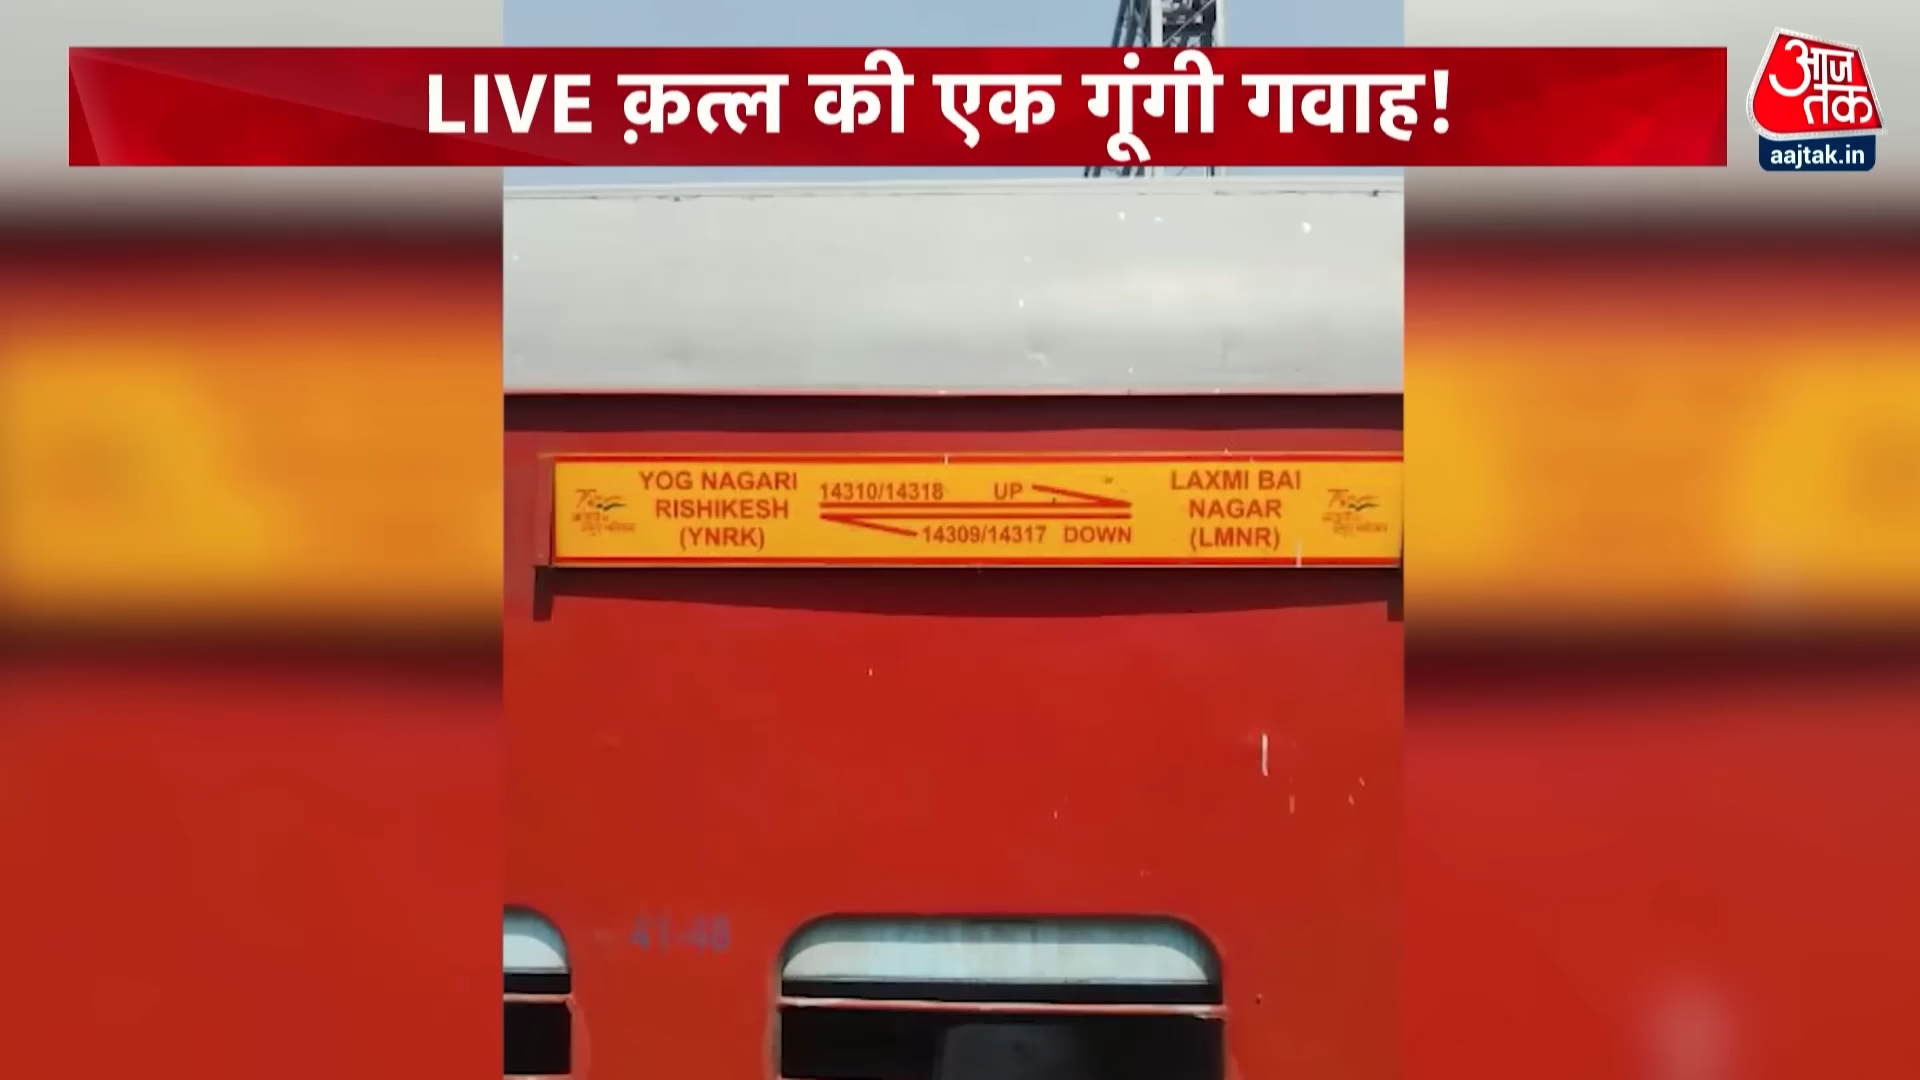 LIVE क़त्ल की एक गूंगी गवाह!
आज
तक
aajtak.in
YOG NAGARI
RISHIKESH
(YNRK)
14310/14318 UP
14309/14317 DOWN
LAXMI BAI
NAGAR
(LMNR)
41-48